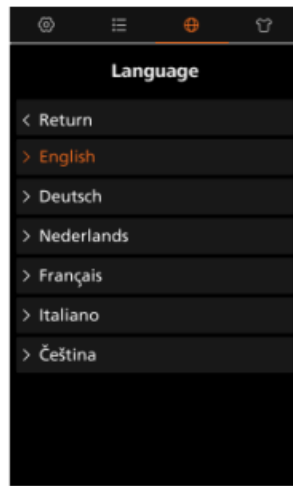 Language
< Return
> English
> Deutsch
> Nederlands
> Français
> Italiano
> Čeština